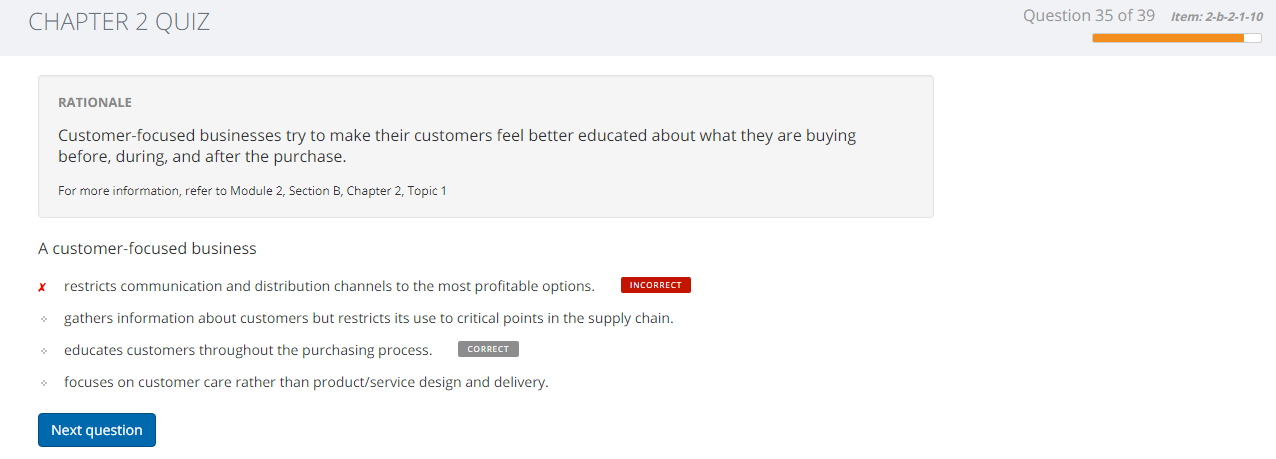 CHAPTER 2 QUIZ
Question 35 of 39 Item: 2-b-2-1-10
RATIONALE
Customer-focused businesses try to make their customers feel better educated about what they are buying
before, during, and after the purchase.
For more information, refer to Module 2, Section B, Chapter 2, Topic 1
A customer-focused business
✗ restricts communication and distribution channels to the most profitable options. INCORRECT
gathers information about customers but restricts its use to critical points in the supply chain.
educates customers throughout the purchasing process. CORRECT
focuses on customer care rather than product/service design and delivery.
Next question